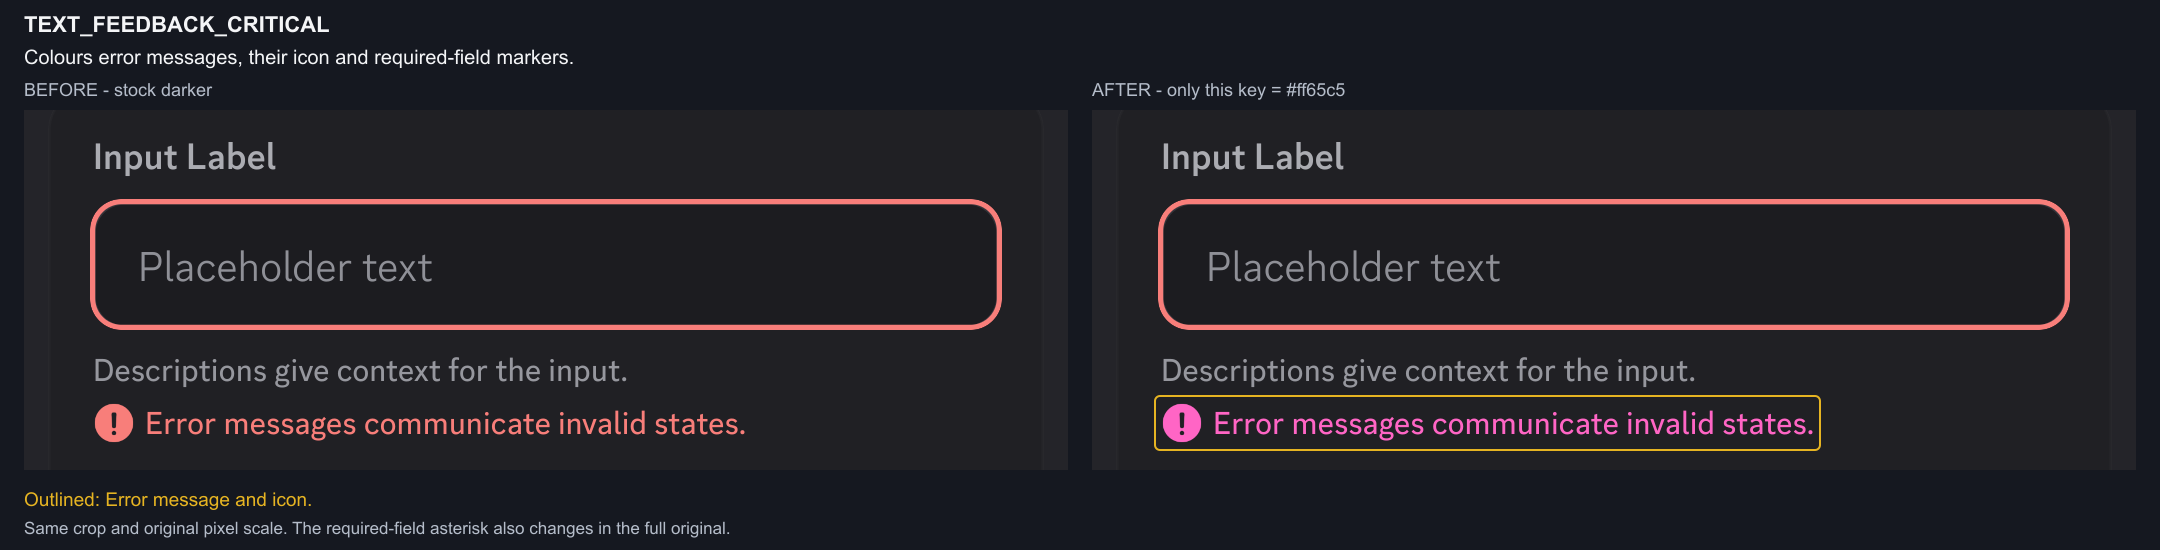 TEXT_FEEDBACK_CRITICAL
Colours error messages, their icon and required-field markers.
BEFORE - stock darker
AFTER - only this key = #ff65c5
Input Label
Placeholder text
Descriptions give context for the input.
Error messages communicate invalid states.
Input Label
Placeholder text
Descriptions give context for the input.
Error messages communicate invalid states.
Outlined: Error message and icon.
Same crop and original pixel scale. The required-field asterisk also changes in the full original.